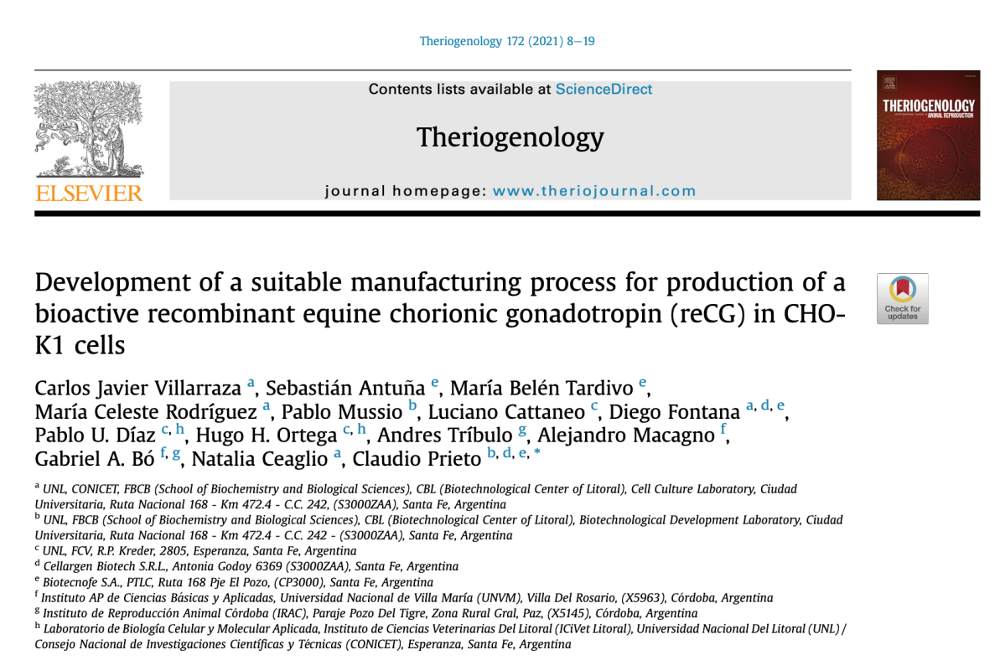 Theriogenology 172 (2021) 8–19
Contents lists available at ScienceDirect
Theriogenology
journal homepage: www.theriojournal.com
ELSEVIER
THERIOGENOLOGY
ANIMAL REPRODUCTION
Development of a suitable manufacturing process for production of a
bioactive recombinant equine chorionic gonadotropin (reCG) in CHO-
K1 cells
Check for
updates
Carlos Javier Villarraza a, Sebastián Antuña e, María Belén Tardivo e,
María Celeste Rodríguez a, Pablo Mussio b, Luciano Cattaneo c, Diego Fontana a, d, e,
Pablo U. Díaz c, h, Hugo H. Ortega c, h, Andres Tríbulo g, Alejandro Macagno f,
Gabriel A. Bó f, g, Natalia Ceaglio a, Claudio Prieto b, d, e, *
a UNL, CONICET, FBCB (School of Biochemistry and Biological Sciences), CBL (Biotechnological Center of Litoral), Cell Culture Laboratory, Ciudad
Universitaria, Ruta Nacional 168 - Km 472.4 - C.C. 242, (S3000ZAA), Santa Fe, Argentina
b UNL, FBCB (School of Biochemistry and Biological Sciences), CBL (Biotechnological Center of Litoral), Biotechnological Development Laboratory, Ciudad
Universitaria, Ruta Nacional 168 - Km 472.4 - C.C. 242 - (S3000ZAA), Santa Fe, Argentina
c UNL, FCV, R.P. Kreder, 2805, Esperanza, Santa Fe, Argentina
d Cellargen Biotech S.R.L., Antonia Godoy 6369 (S3000ZAA), Santa Fe, Argentina
e Biotecnofe S.A., PTLC, Ruta 168 Pje El Pozo, (CP3000), Santa Fe, Argentina
f Instituto AP de Ciencias Básicas y Aplicadas, Universidad Nacional de Villa María (UNVM), Villa Del Rosario, (X5963), Córdoba, Argentina
g Instituto de Reproducción Animal Córdoba (IRAC), Paraje Pozo Del Tigre, Zona Rural Gral, Paz, (X5145), Córdoba, Argentina
h Laboratorio de Biología Celular y Molecular Aplicada, Instituto de Ciencias Veterinarias Del Litoral (ICiVet Litoral), Universidad Nacional Del Litoral (UNL) /
Consejo Nacional de Investigaciones Científicas y Técnicas (CONICET), Esperanza, Santa Fe, Argentina